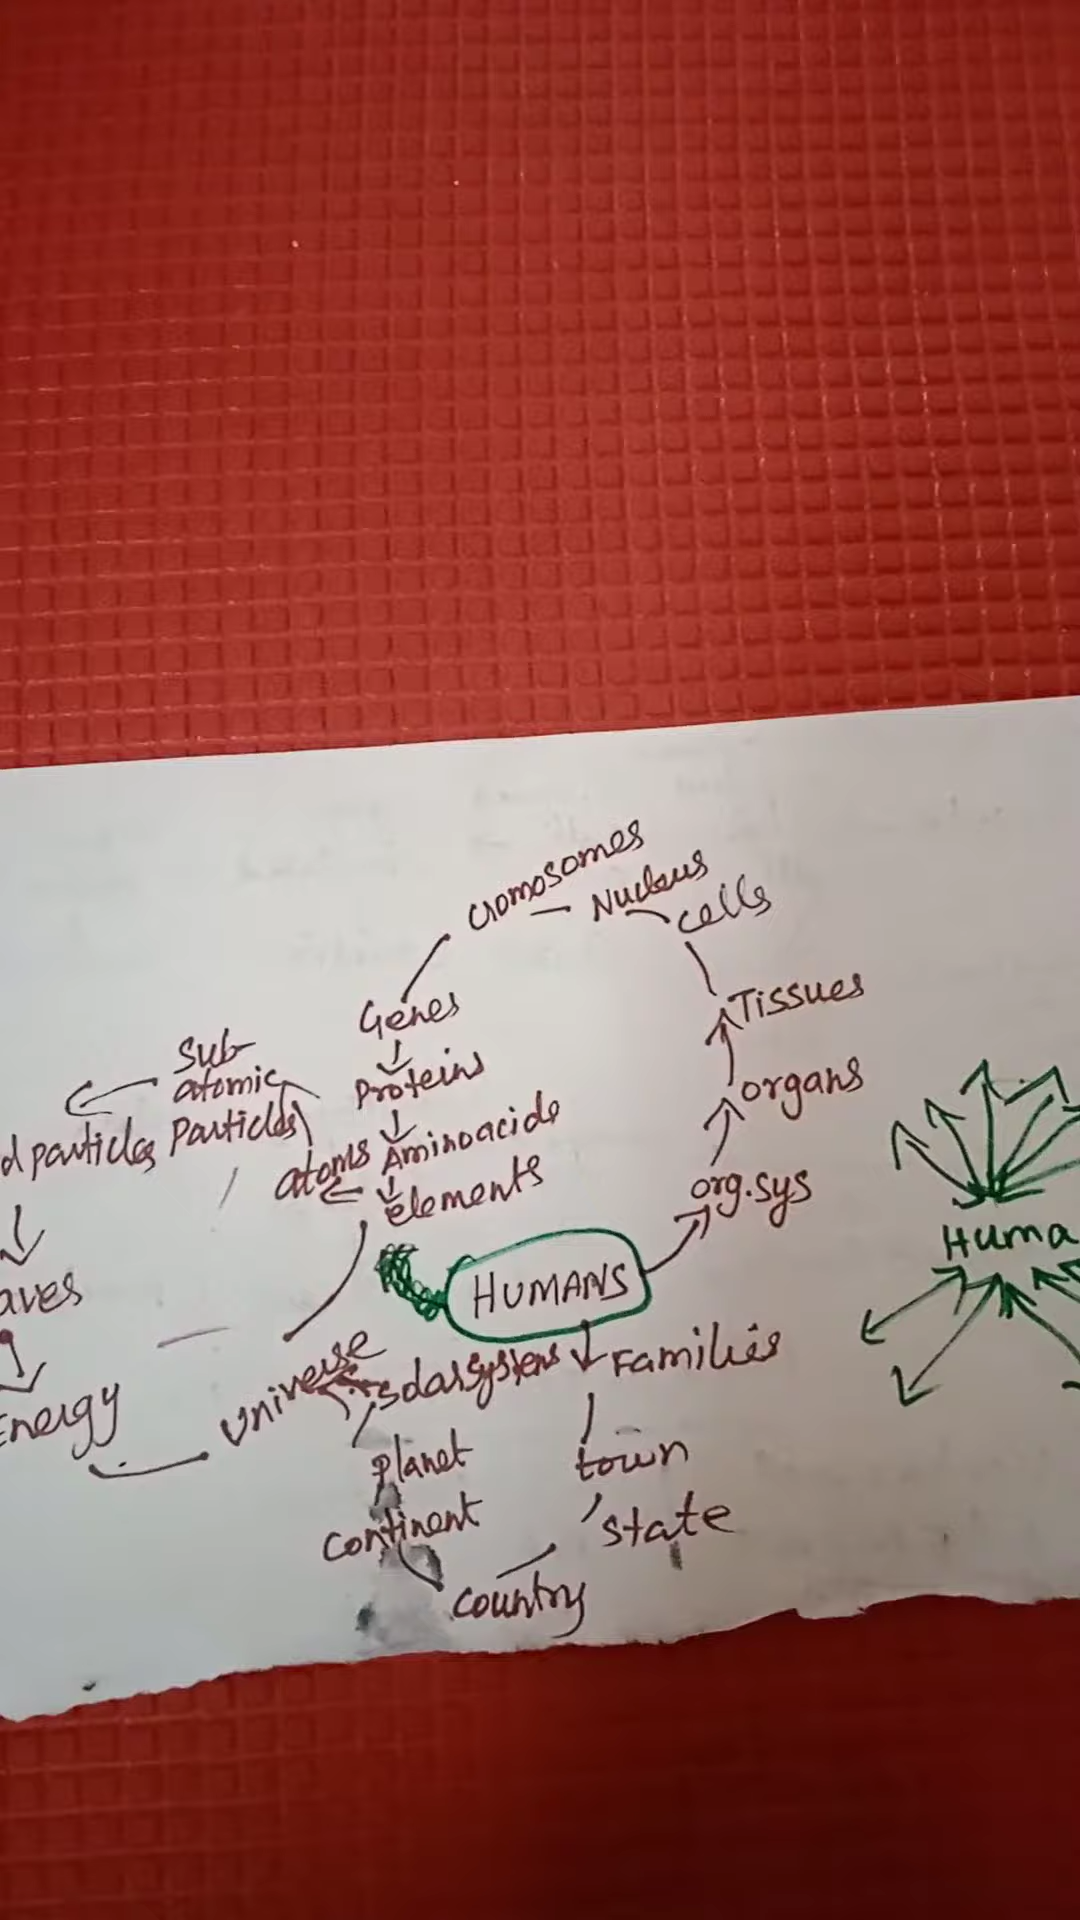 cromosomes
Nucleus
cells
Genes
Tissues
Sub-
atomic
Particles
Proteins
organs
d particles
atoms
Aminoacids
elements
org.sys
HUMANS
Huma
aves
universe
solarsystems
Families
Energy
Planet
town
continent
state
country